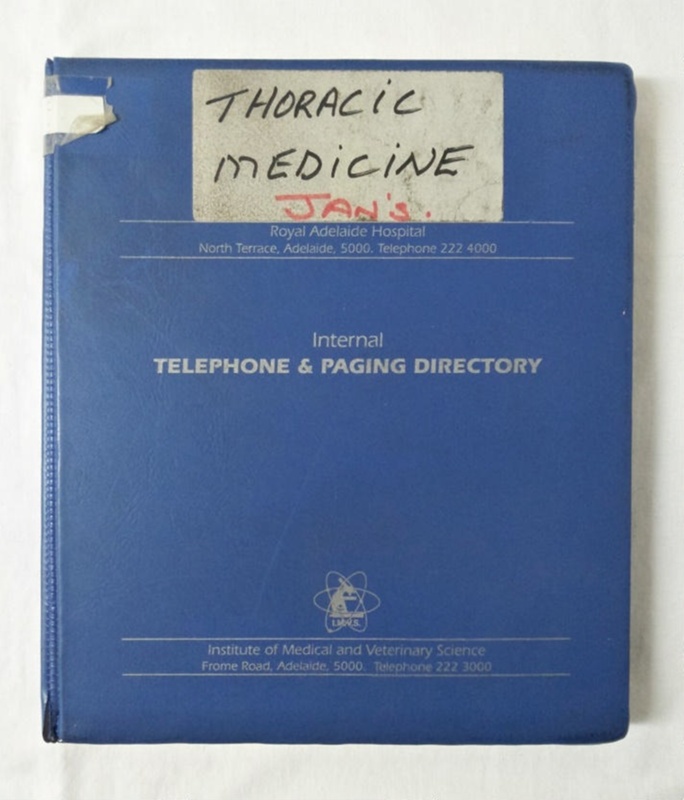 THORACIC
MEDICINE
JAN'S.
Royal Adelaide Hospital
North Terrace, Adelaide, 5000. Telephone 222 4000
Internal
TELEPHONE & PAGING DIRECTORY
I.M.V.S.
Institute of Medical and Veterinary Science
Frome Road, Adelaide, 5000. Telephone 222 3000